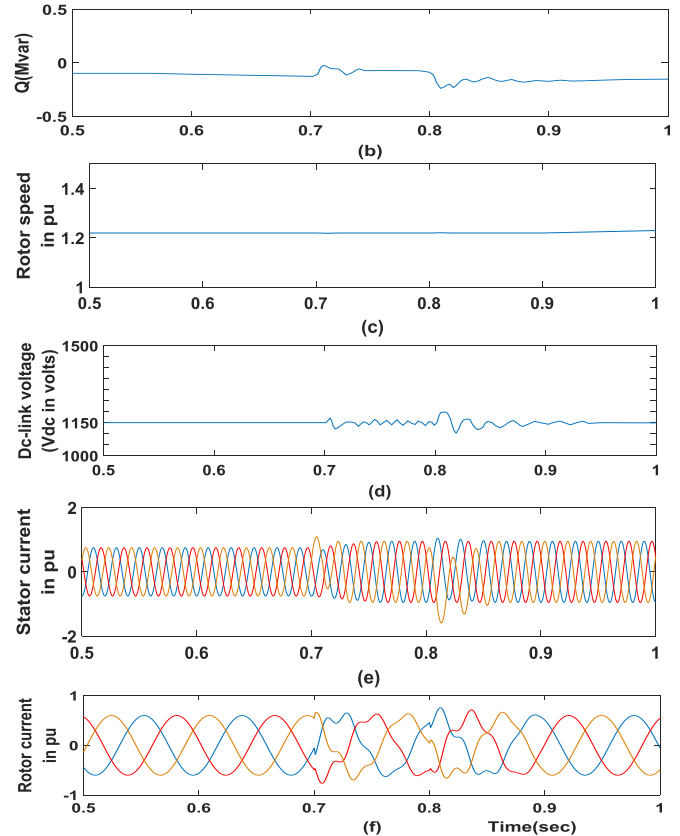 0.5
0
-0.5
Q(Mvar)
0.5 0.6 0.7 0.8 0.9 1
(b)
1.4
1.2
1
Rotor speed
in pu
0.5 0.6 0.7 0.8 0.9 1
(c)
1500
1150
1000
Dc-link voltage
(Vdc in volts)
0.5 0.6 0.7 0.8 0.9 1
(d)
2
0
-2
Stator current
in pu
0.5 0.6 0.7 0.8 0.9 1
(e)
1
0
-1
Rotor current
in pu
0.5 0.6 0.7 0.8 0.9 1
(f) Time(sec)